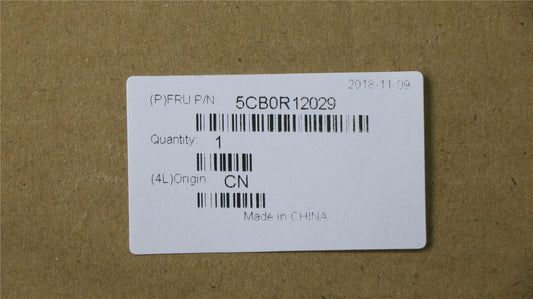 2018-11-09
(P)FRU P/N 5CB0R12029
Quantity 1
(4L)Origin CN
Made in CHINA